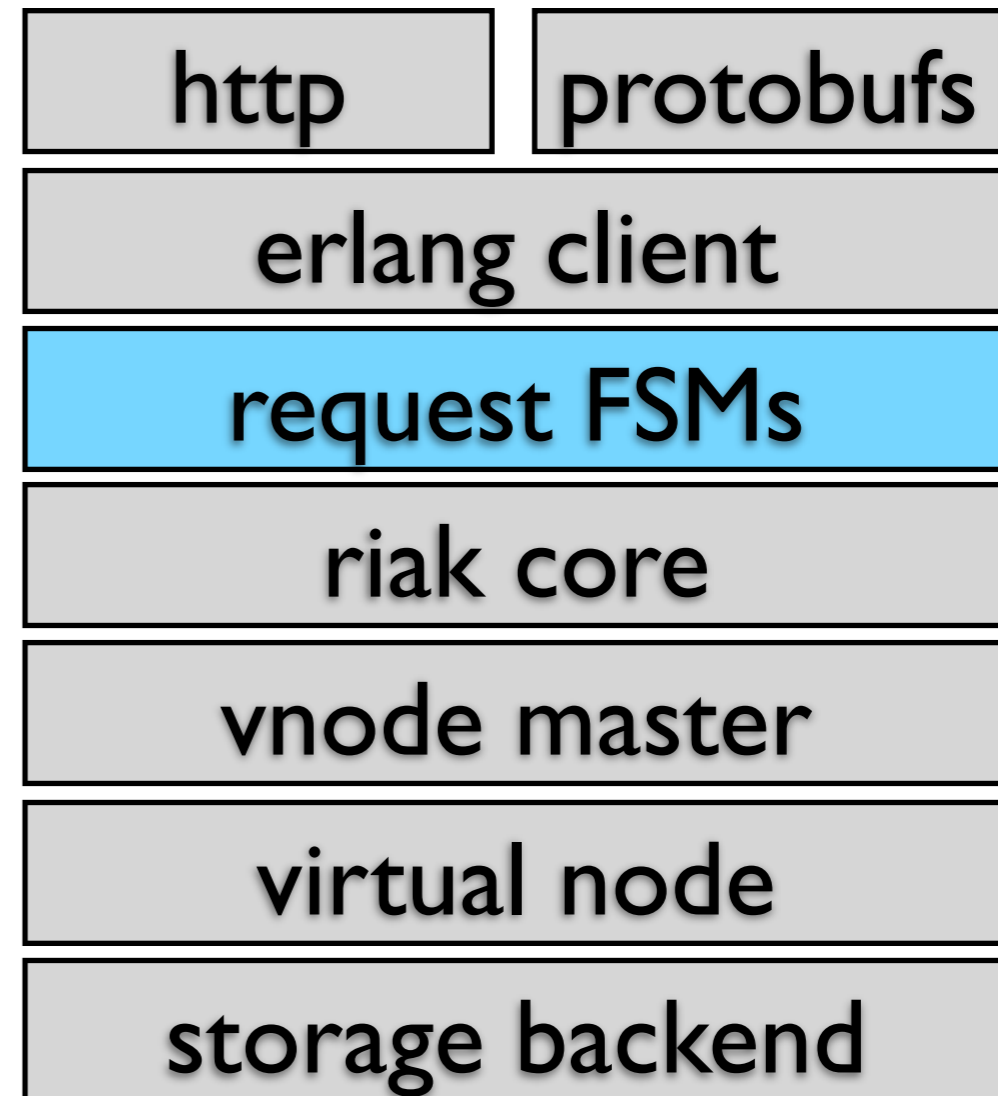 http protobufs
erlang client
request FSMs
riak core
vnode master
virtual node
storage backend